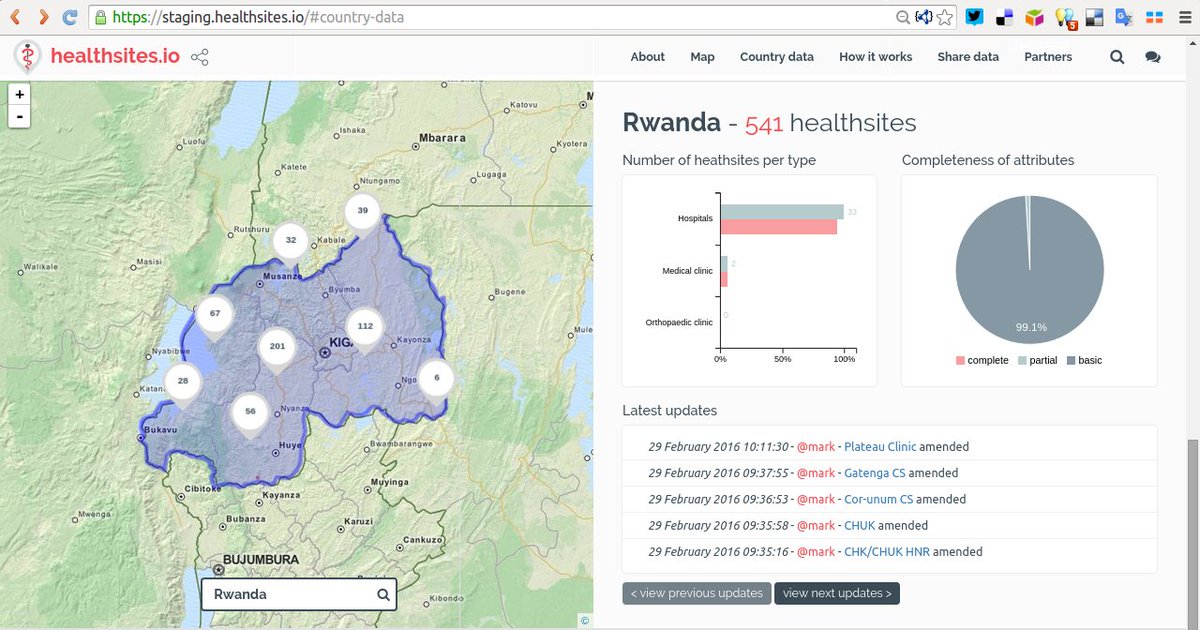 https://staging.healthsites.io/#country-data
5
healthsites.io
About Map Country data How it works Share data Partners
+
-
Rwanda - 541 healthsites
Number of heathsites per type
Hospitals
33
Medical clinic
2
Orthopaedic clinic
0
0% 50% 100%
Completeness of attributes
99.1%
complete partial basic
Latest updates
29 February 2016 10:11:30 - @mark - Plateau Clinic amended
29 February 2016 09:37:55 - @mark - Gatenga CS amended
29 February 2016 09:36:53 - @mark - Cor-unum CS amended
29 February 2016 09:35:58 - @mark - CHUK amended
29 February 2016 09:35:16 - @mark - CHK/CHUK HNR amended
< view previous updates view next updates >
Katovu
Ishaka
Mbarara
Luofu
Kyotera
Katete
Lugaga
Ntungamo
39
Rutshuru
32
Kabale
Masisi
Walikale
Musanze
Byumba
Bugene
67
112
Kayonza
201
KIGA
Nyabibwe
Mule
28
Katana
Ngo
6
56
Nyanza
Bukavu
Huye
Bwambarangwe
Cibitoke
Kayanza
Muyinga
Mwenga
Bubanza
Karuzi
Cankuzo
BUJUMBURA
Rwanda
Kibondo
©